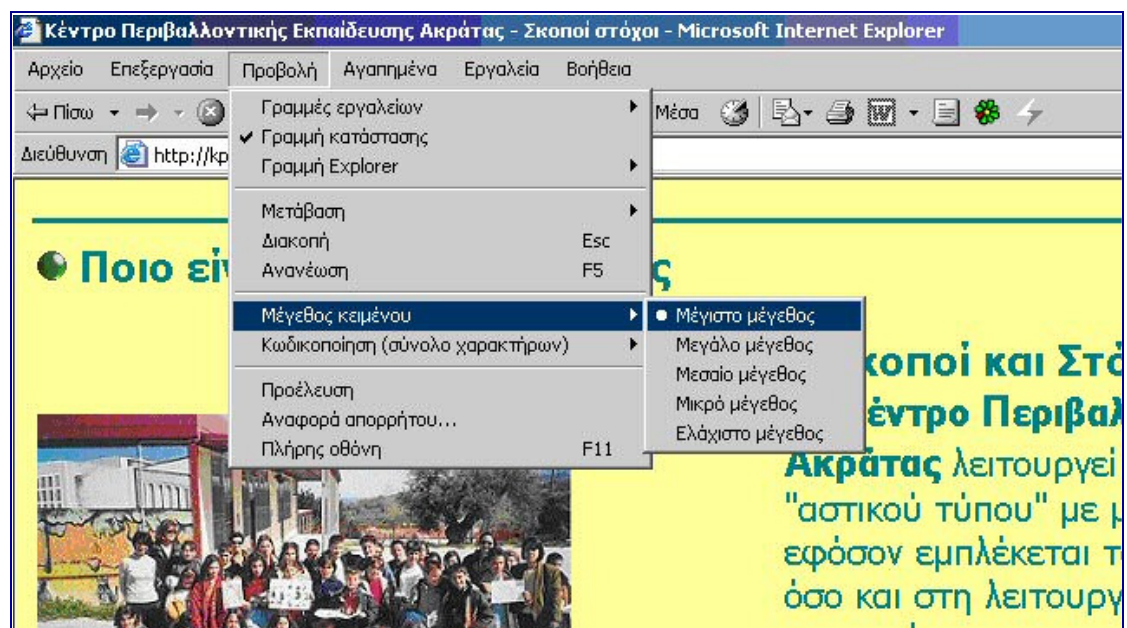 Κέντρο Περιβαλλοντικής Εκπαίδευσης Ακράτας - Σκοποί στόχοι - Microsoft Internet Explorer
Αρχείο Επεξεργασία Προβολή Αγαπημένα Εργαλεία Βοήθεια
Πίσω Μέσα
Διεύθυνση http://kp
Γραμμές εργαλείων
Γραμμή κατάστασης
Γραμμή Explorer
Μετάβαση
Διακοπή Esc
Ανανέωση F5
Μέγεθος κειμένου
Κωδικοποίηση (σύνολο χαρακτήρων)
Προέλευση
Αναφορά απορρήτου...
Πλήρης οθόνη F11
Μέγιστο μέγεθος
Μεγάλο μέγεθος
Μεσαίο μέγεθος
Μικρό μέγεθος
Ελάχιστο μέγεθος
Ποιο εί ς
κοποί και Στό
έντρο Περιβαλ
Ακράτας λειτουργεί
"αστικού τύπου" με μ
εφόσον εμπλέκεται τ
όσο και στη λειτουργ